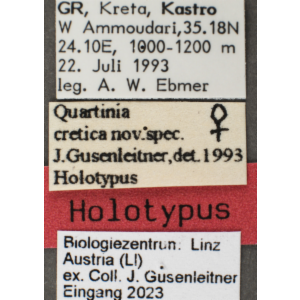 GR, Kreta, Kastro
W Ammoudari,35.18N
24.10E, 1000-1200 m
22. Juli 1993
leg. A. W. Ebmer
Quartinia ♀
cretica nov.spec.
J.Gusenleitner,det.1993
Holotypus
Holotypus
Biologiezentrum Linz
Austria (LI)
ex. Coll. J. Gusenleitner
Eingang 2023